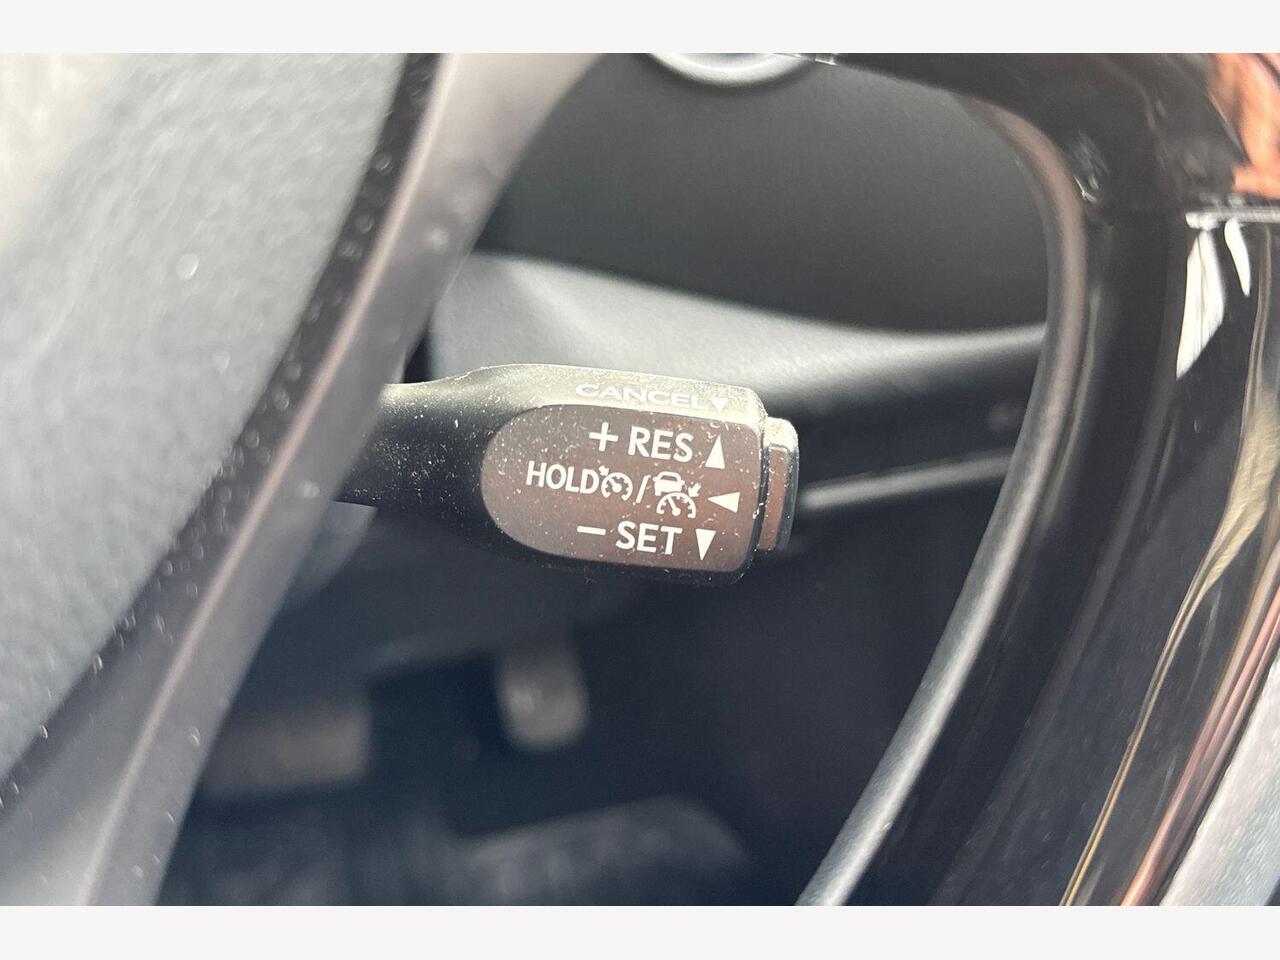 CANCEL▼
+ RES ▲
HOLD / ◀
− SET ▼